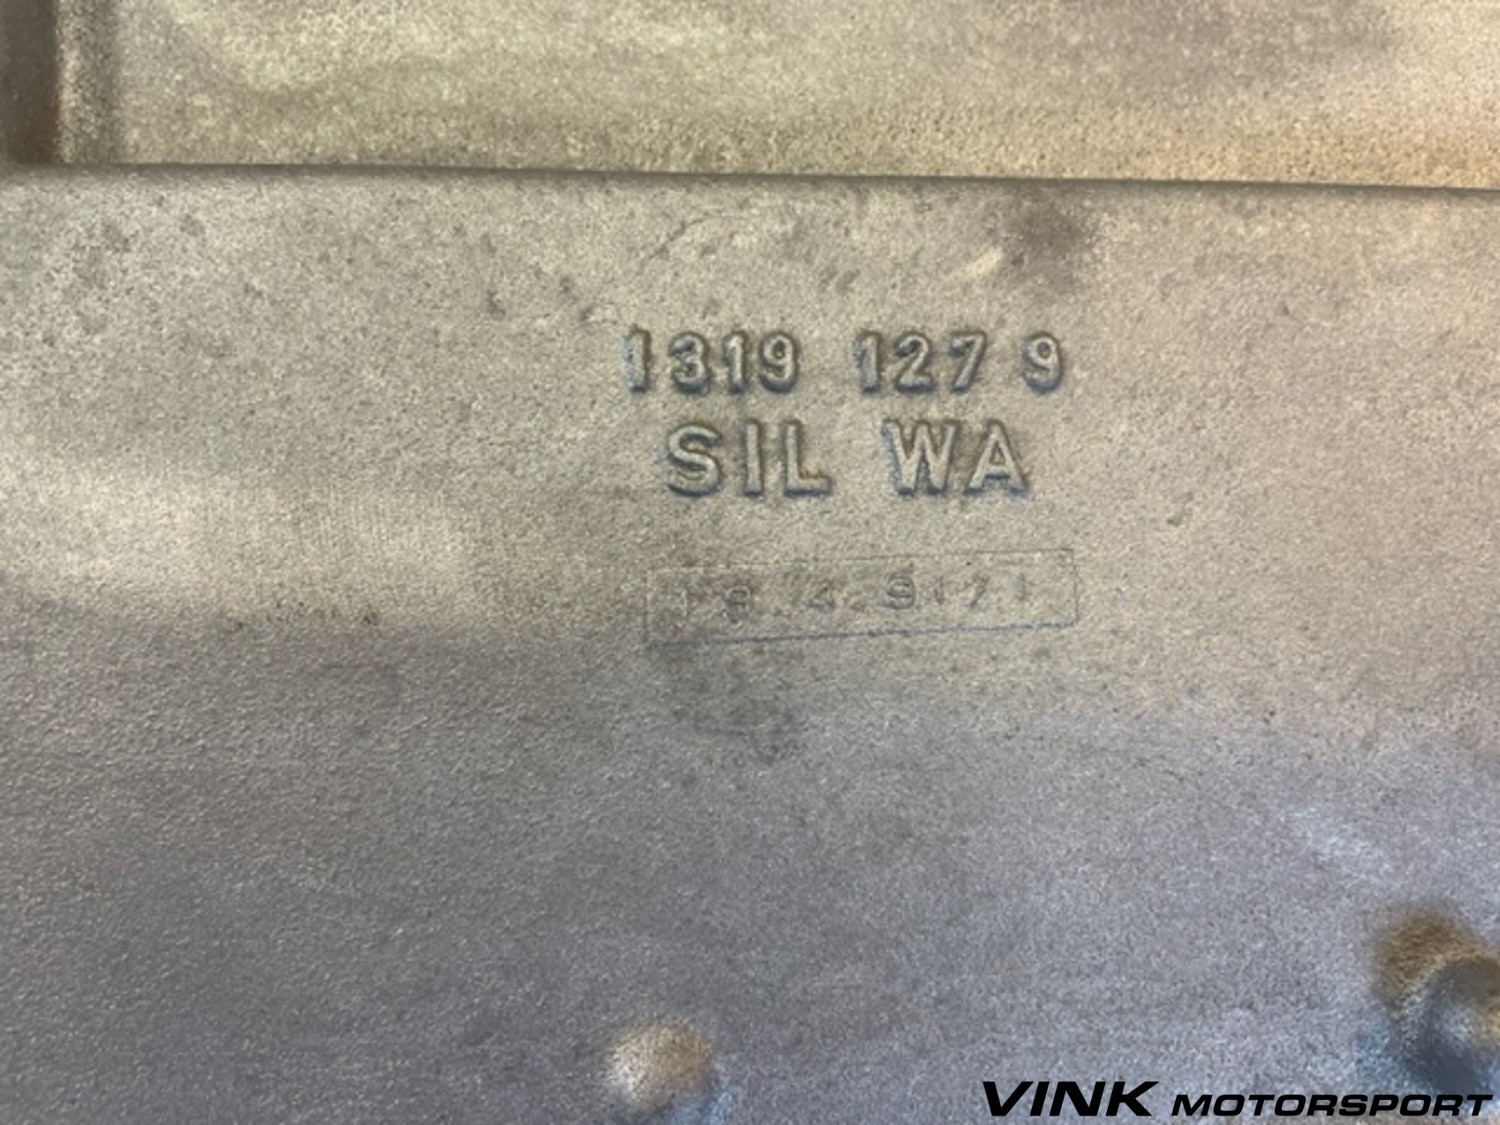 1319 127 9
SIL WA
VINK MOTORSPORT